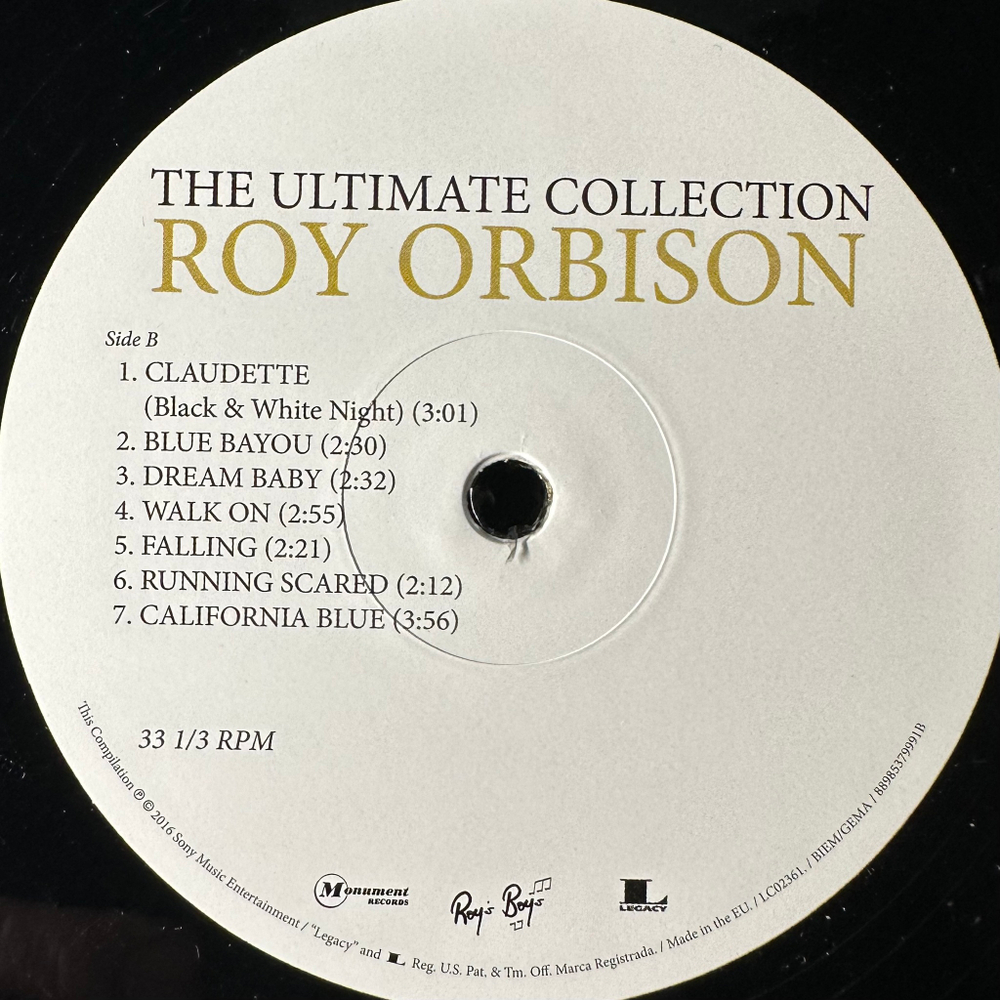 THE ULTIMATE COLLECTION
ROY ORBISON
Side B
1. CLAUDETTE
(Black & White Night) (3:01)
2. BLUE BAYOU (2:30)
3. DREAM BABY (2:32)
4. WALK ON (2:55)
5. FALLING (2:21)
6. RUNNING SCARED (2:12)
7. CALIFORNIA BLUE (3:56)
33 1/3 RPM
Monument
RECORDS
Roy's Boys
L
LEGACY
This Compilation ℗ © 2016 Sony Music Entertainment / "Legacy" and L Reg. U.S. Pat. & Tm. Off. Marca Registrada. / Made in the EU. / LC02361. / BIEM/GEMA / 88985379991B